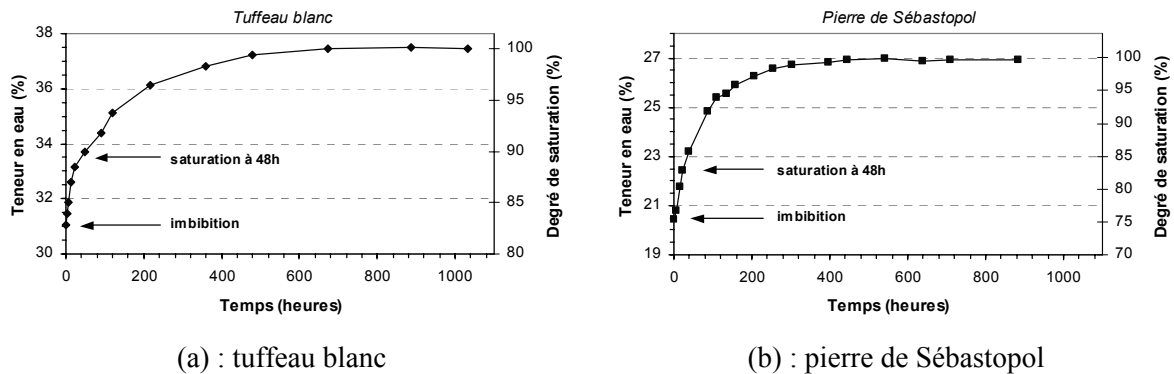 Tuffeau blanc
38
36
34
32
30
Teneur en eau (%)
100
95
90
85
80
Degré de saturation (%)
saturation à 48h
imbibition
0 200 400 600 800 1000
Temps (heures)
(a) : tuffeau blanc
Pierre de Sébastopol
27
25
23
21
19
Teneur en eau (%)
100
95
90
85
80
75
70
Degré de saturation (%)
saturation à 48h
imbibition
0 200 400 600 800 1000
Temps (heures)
(b) : pierre de Sébastopol